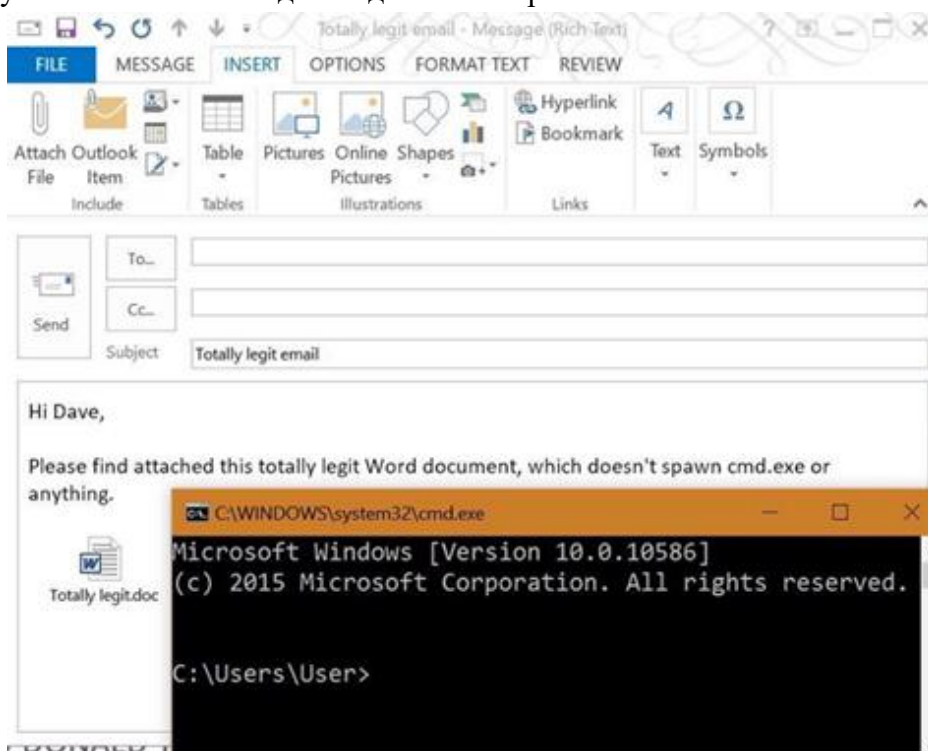 Totally legit email - Message (Rich Text)
FILE MESSAGE INSERT OPTIONS FORMAT TEXT REVIEW
Attach File
Outlook Item
Table
Pictures
Online Pictures
Shapes
Hyperlink
Bookmark
Text
Symbols
Include Tables Illustrations Links
To...
Cc...
Send
Subject Totally legit email
Hi Dave,
Please find attached this totally legit Word document, which doesn't spawn cmd.exe or
anything.
Totally legit.doc
C:\WINDOWS\system32\cmd.exe
Microsoft Windows [Version 10.0.10586]
(c) 2015 Microsoft Corporation. All rights reserved.
C:\Users\User>